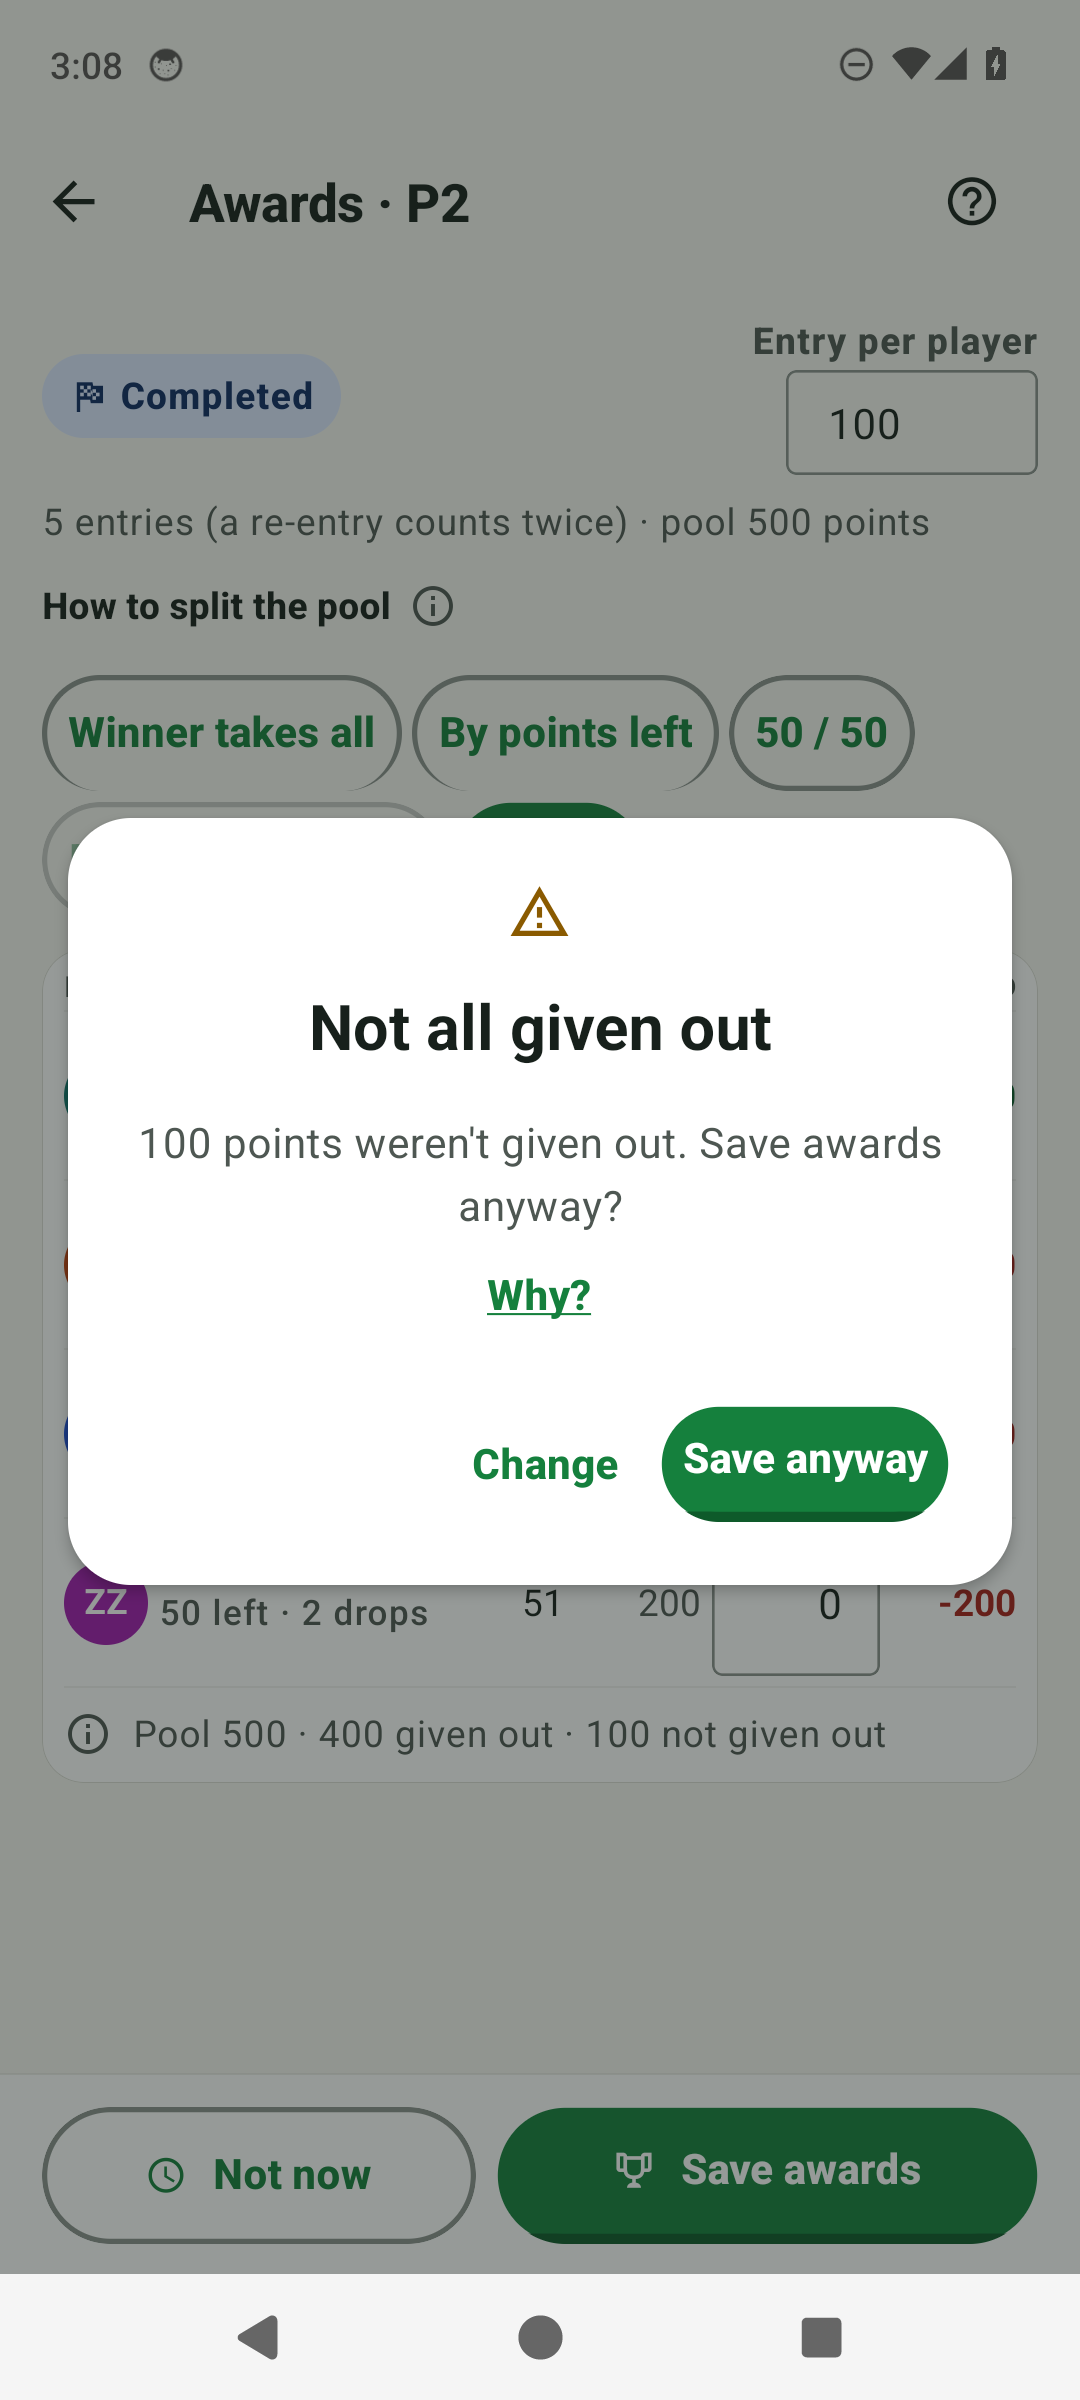 3:08
Awards · P2
Entry per player
Completed
100
5 entries (a re-entry counts twice) · pool 500 points
How to split the pool
Winner takes all
By points left
50 / 50
Not all given out
100 points weren't given out. Save awards
anyway?
Why?
Change
Save anyway
ZZ
50 left · 2 drops
51
200
0
-200
Pool 500 · 400 given out · 100 not given out
Not now
Save awards